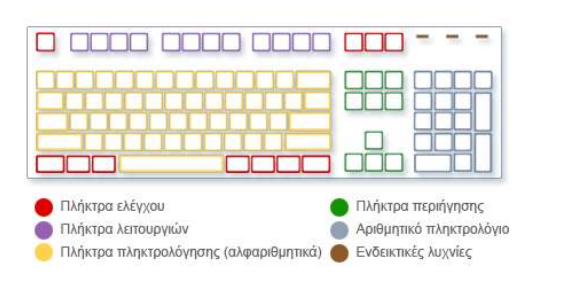 Πλήκτρα ελέγχου
Πλήκτρα λειτουργιών
Πλήκτρα πληκτρολόγησης (αλφαριθμητικά)
Πλήκτρα περιήγησης
Αριθμητικό πληκτρολόγιο
Ενδεικτικές λυχνίες